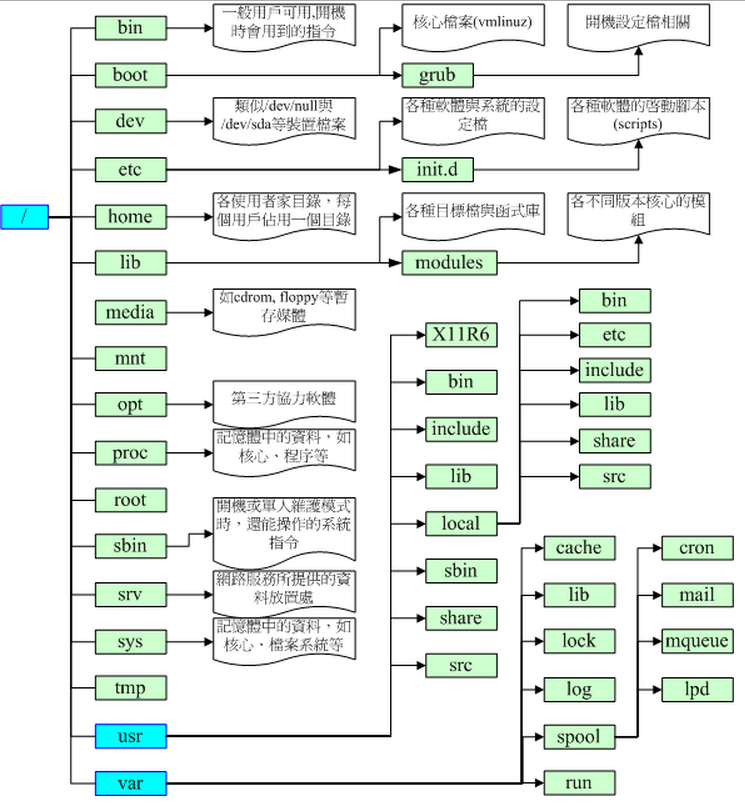 /
bin
一般用戶可用,開機
時會用到的指令
核心檔案(vmlinuz)
開機設定檔相關
boot
grub
dev
類似/dev/null與
/dev/sda等裝置檔案
各種軟體與系統的設
定檔
各種軟體的啓動腳本
(scripts)
etc
init.d
home
各使用者家目錄，每
個用戶佔用一個目錄
各種目標檔與函式庫
各不同版本核心的模
組
lib
modules
media
如cdrom, floppy等暫
存媒體
mnt
opt
第三方協力軟體
proc
記憶體中的資料，如
核心、程序等
root
sbin
開機或單人維護模式
時，還能操作的系統
指令
srv
網路服務所提供的資
料放置處
sys
記憶體中的資料，如
核心、檔案系統等
tmp
usr
var
X11R6
bin
include
lib
local
sbin
share
src
bin
etc
include
lib
share
src
cache
lib
lock
log
spool
run
cron
mail
mqueue
lpd